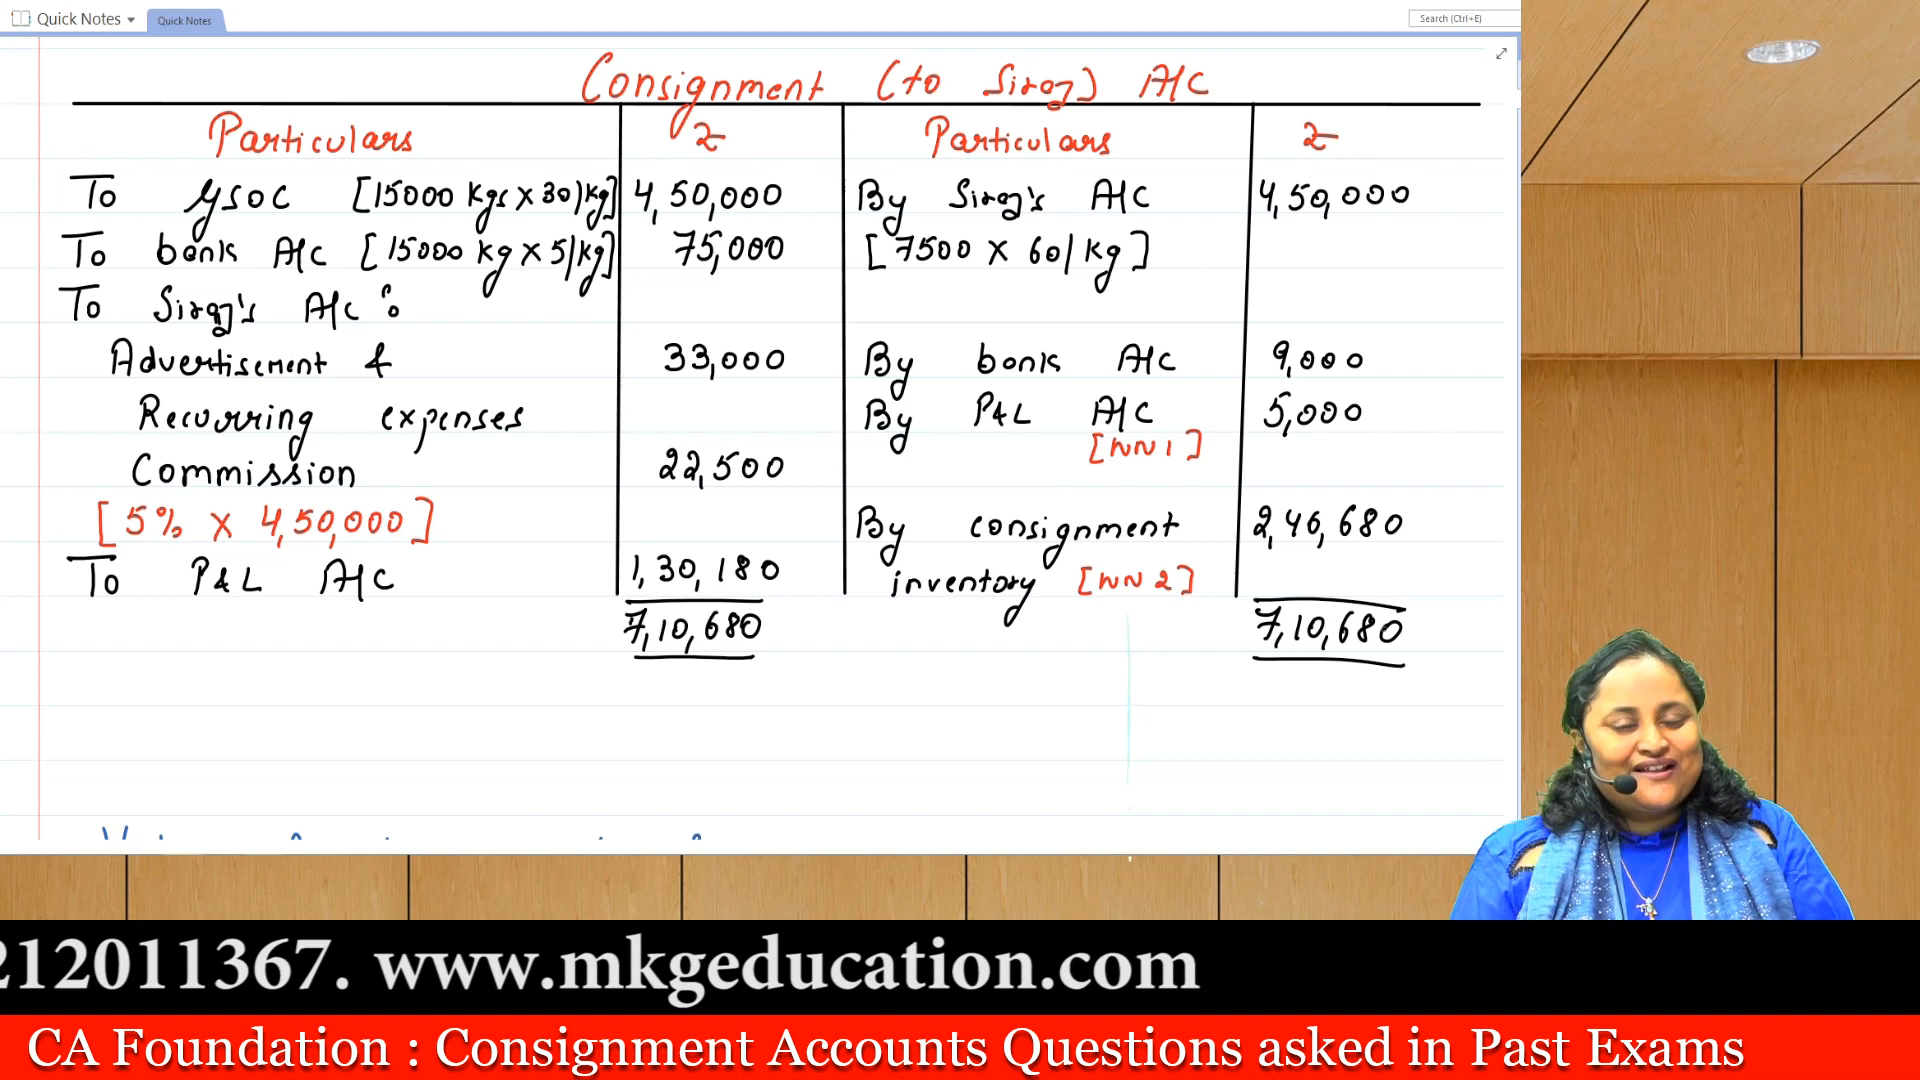 Quick Notes
Quick Notes
Search (Ctrl+E)
Consignment (to Siraj) A/C
Particulars ₹ Particulars ₹
To GSOC [15000 Kgs x 30/kg] 4,50,000 By Siraj's A/C 4,50,000
To bank A/C [15000 kg x 5/kg] 75,000 [7500 x 60/kg]
To Siraj's A/C :
Advertisement & 33,000 By bank A/C 9,000
Recurring expenses By P&L A/C 5,000
[WN 1]
Commission 22,500
[5% x 4,50,000] By consignment 2,46,680
To P&L A/C 1,30,180 inventory [WN 2]
7,10,680 7,10,680
212011367. www.mkgeducation.com
CA Foundation : Consignment Accounts Questions asked in Past Exams